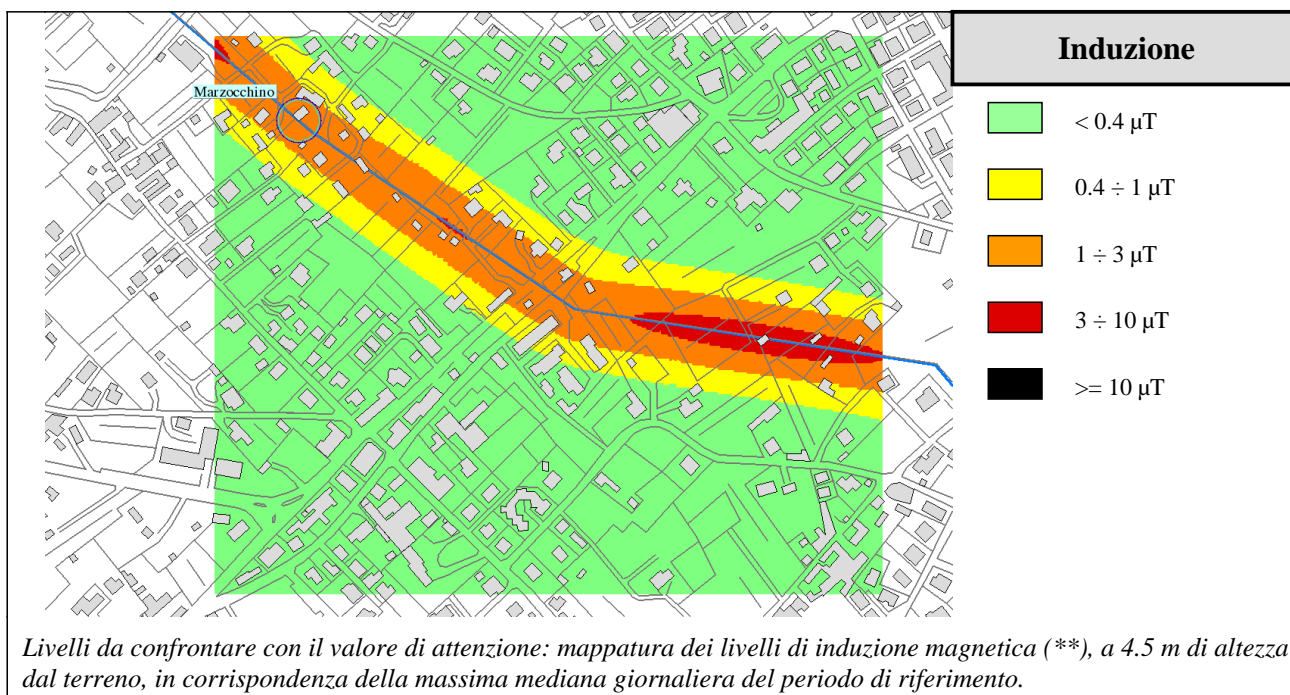 Induzione
Marzocchino
< 0.4 μT
0.4 ÷ 1 μT
1 ÷ 3 μT
3 ÷ 10 μT
>= 10 μT
Livelli da confrontare con il valore di attenzione: mappatura dei livelli di induzione magnetica (**), a 4.5 m di altezza
dal terreno, in corrispondenza della massima mediana giornaliera del periodo di riferimento.